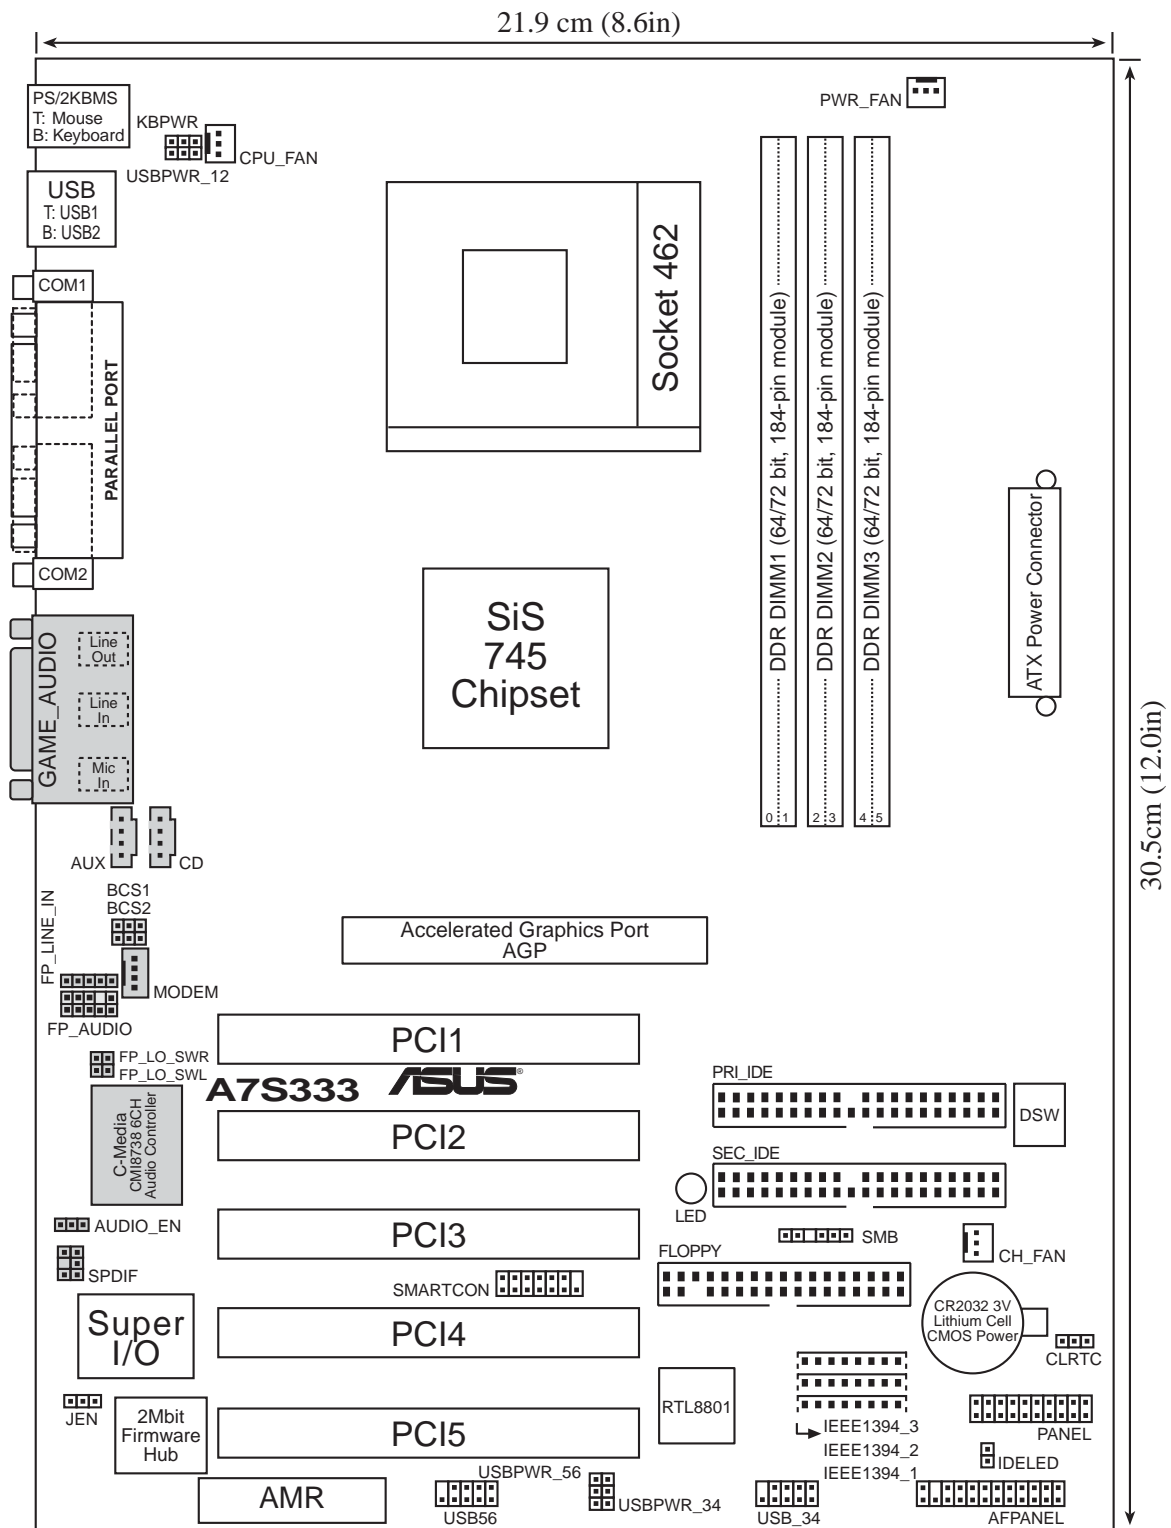 21.9 cm (8.6in)
PS/2KBMS
T: Mouse
B: Keyboard
KBPWR
CPU_FAN
USBPWR_12
PWR_FAN
USB
T: USB1
B: USB2
COM1
PARALLEL PORT
COM2
Socket 462
DDR DIMM1 (64/72 bit, 184-pin module)
DDR DIMM2 (64/72 bit, 184-pin module)
DDR DIMM3 (64/72 bit, 184-pin module)
0 1
2 3
4 5
ATX Power Connector
30.5cm (12.0in)
SiS
745
Chipset
GAME_AUDIO
Line
Out
Line
In
Mic
In
AUX
CD
BCS1
BCS2
FP_LINE_IN
MODEM
FP_AUDIO
Accelerated Graphics Port
AGP
PCI1
FP_LO_SWR
FP_LO_SWL
A7S333
ASUS®
C-Media
CMI8738 6CH
Audio Controller
PCI2
PRI_IDE
DSW
SEC_IDE
LED
AUDIO_EN
PCI3
SMB
CH_FAN
SPDIF
SMARTCON
FLOPPY
Super
I/O
PCI4
CR2032 3V
Lithium Cell
CMOS Power
CLRTC
JEN
2Mbit
Firmware
Hub
PCI5
RTL8801
IEEE1394_3
IEEE1394_2
IEEE1394_1
PANEL
IDELED
AMR
USBPWR_56
USBPWR_34
USB56
USB_34
AFPANEL